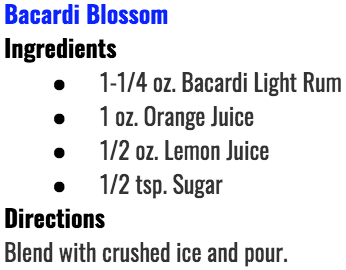 Bacardi Blossom
Ingredients
● 1-1/4 oz. Bacardi Light Rum
● 1 oz. Orange Juice
● 1/2 oz. Lemon Juice
● 1/2 tsp. Sugar
Directions
Blend with crushed ice and pour.